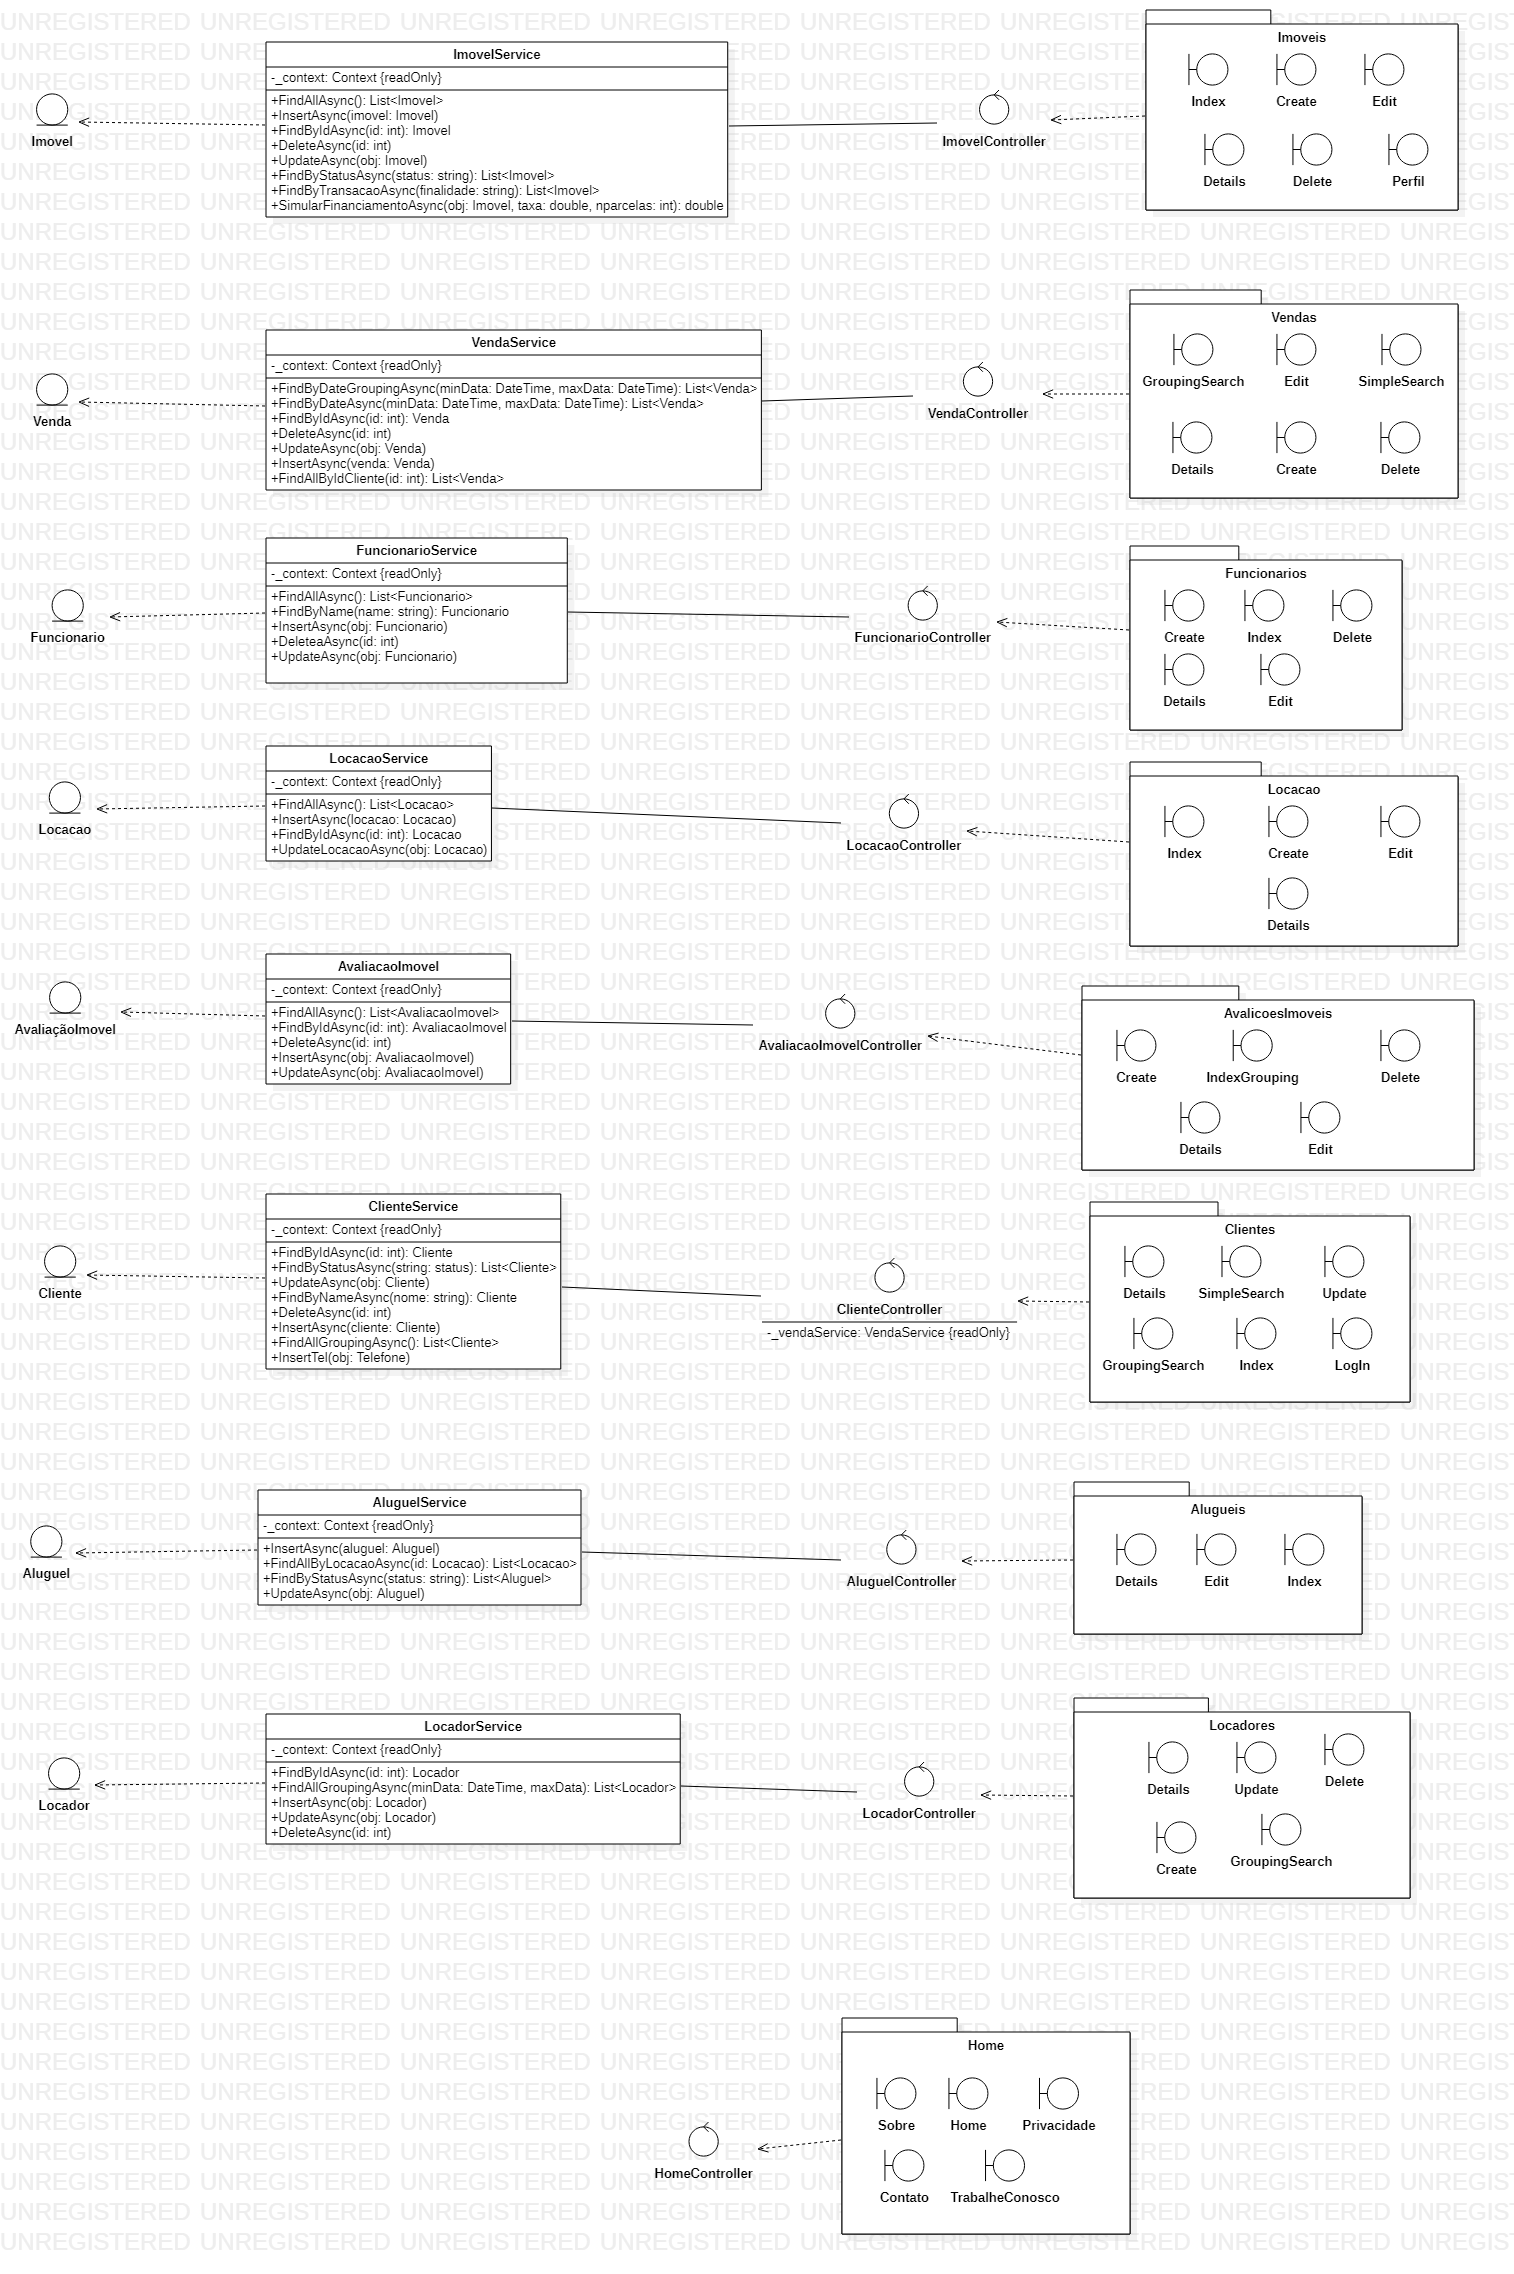 Imovel
ImovelService
-_context: Context {readOnly}
+FindAllAsync(): List<Imovel>
+InsertAsync(imovel: Imovel)
+FindByIdAsync(id: int): Imovel
+DeleteAsync(id: int)
+UpdateAsync(obj: Imovel)
+FindByStatusAsync(status: string): List<Imovel>
+FindByTransacaoAsync(finalidade: string): List<Imovel>
+SimularFinanciamentoAsync(obj: Imovel, taxa: double, nparcelas: int): double
ImovelController
Imoveis
Index Create Edit
Details Delete Perfil
Venda
VendaService
-_context: Context {readOnly}
+FindByDateGroupingAsync(minData: DateTime, maxData: DateTime): List<Venda>
+FindByDateAsync(minData: DateTime, maxData: DateTime): List<Venda>
+FindByIdAsync(id: int): Venda
+DeleteAsync(id: int)
+UpdateAsync(obj: Venda)
+InsertAsync(venda: Venda)
+FindAllByIdCliente(id: int): List<Venda>
VendaController
Vendas
GroupingSearch Edit SimpleSearch
Details Create Delete
Funcionario
FuncionarioService
-_context: Context {readOnly}
+FindAllAsync(): List<Funcionario>
+FindByName(name: string): Funcionario
+InsertAsync(obj: Funcionario)
+DeleteaAsync(id: int)
+UpdateAsync(obj: Funcionario)
FuncionarioController
Funcionarios
Create Index Delete
Details Edit
Locacao
LocacaoService
-_context: Context {readOnly}
+FindAllAsync(): List<Locacao>
+InsertAsync(locacao: Locacao)
+FindByIdAsync(id: int): Locacao
+UpdateLocacaoAsync(obj: Locacao)
LocacaoController
Locacao
Index Create Edit
Details
AvaliaçãoImovel
AvaliacaoImovel
-_context: Context {readOnly}
+FindAllAsync(): List<AvaliacaoImovel>
+FindByIdAsync(id: int): AvaliacaoImovel
+DeleteAsync(id: int)
+InsertAsync(obj: AvaliacaoImovel)
+UpdateAsync(obj: AvaliacaoImovel)
AvaliacaoImovelController
AvalicoesImoveis
Create IndexGrouping Delete
Details Edit
Cliente
ClienteService
-_context: Context {readOnly}
+FindByIdAsync(id: int): Cliente
+FindByStatusAsync(string: status): List<Cliente>
+UpdateAsync(obj: Cliente)
+FindByNameAsync(nome: string): Cliente
+DeleteAsync(id: int)
+InsertAsync(cliente: Cliente)
+FindAllGroupingAsync(): List<Cliente>
+InsertTel(obj: Telefone)
ClienteController
-_vendaService: VendaService {readOnly}
Clientes
Details SimpleSearch Update
GroupingSearch Index LogIn
Aluguel
AluguelService
-_context: Context {readOnly}
+InsertAsync(aluguel: Aluguel)
+FindAllByLocacaoAsync(id: Locacao): List<Locacao>
+FindByStatusAsync(status: string): List<Aluguel>
+UpdateAsync(obj: Aluguel)
AluguelController
Alugueis
Details Edit Index
Locador
LocadorService
-_context: Context {readOnly}
+FindByIdAsync(id: int): Locador
+FindAllGroupingAsync(minData: DateTime, maxData): List<Locador>
+InsertAsync(obj: Locador)
+UpdateAsync(obj: Locador)
+DeleteAsync(id: int)
LocadorController
Locadores
Details Update Delete
Create GroupingSearch
HomeController
Home
Sobre Home Privacidade
Contato TrabalheConosco
UNREGISTERED